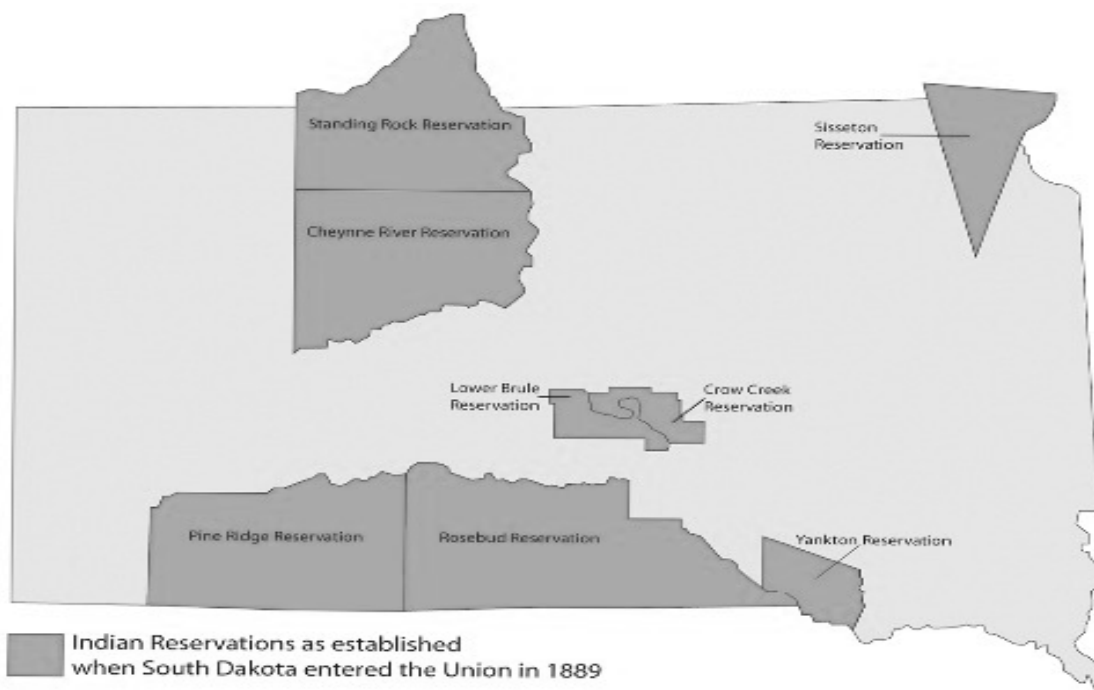 Standing Rock Reservation
Sisseton
Reservation
Cheynne River Reservation
Lower Brule
Reservation
Crow Creek
Reservation
Pine Ridge Reservation
Rosebud Reservation
Yankton Reservation
Indian Reservations as established
when South Dakota entered the Union in 1889